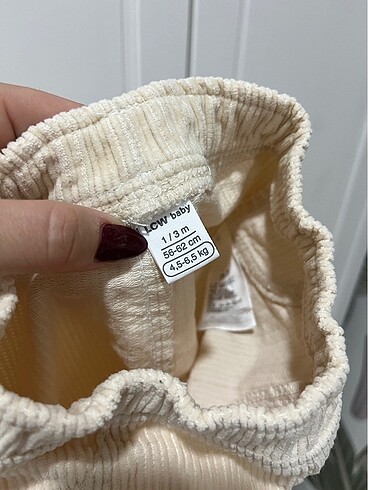 LCW baby
1 / 3 m
56-62 cm
4,5-6,5 kg